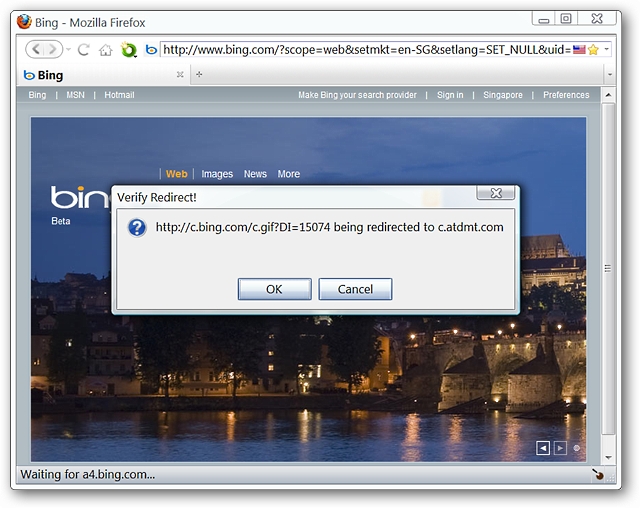 Bing - Mozilla Firefox
http://www.bing.com/?scope=web&setmkt=en-SG&setlang=SET_NULL&uid=
Bing
Bing | MSN | Hotmail Make Bing your search provider | Sign in | Singapore | Preferences
Web Images News More
bing
Beta
Verify Redirect!
http://c.bing.com/c.gif?DI=15074 being redirected to c.atdmt.com
OK Cancel
Waiting for a4.bing.com...